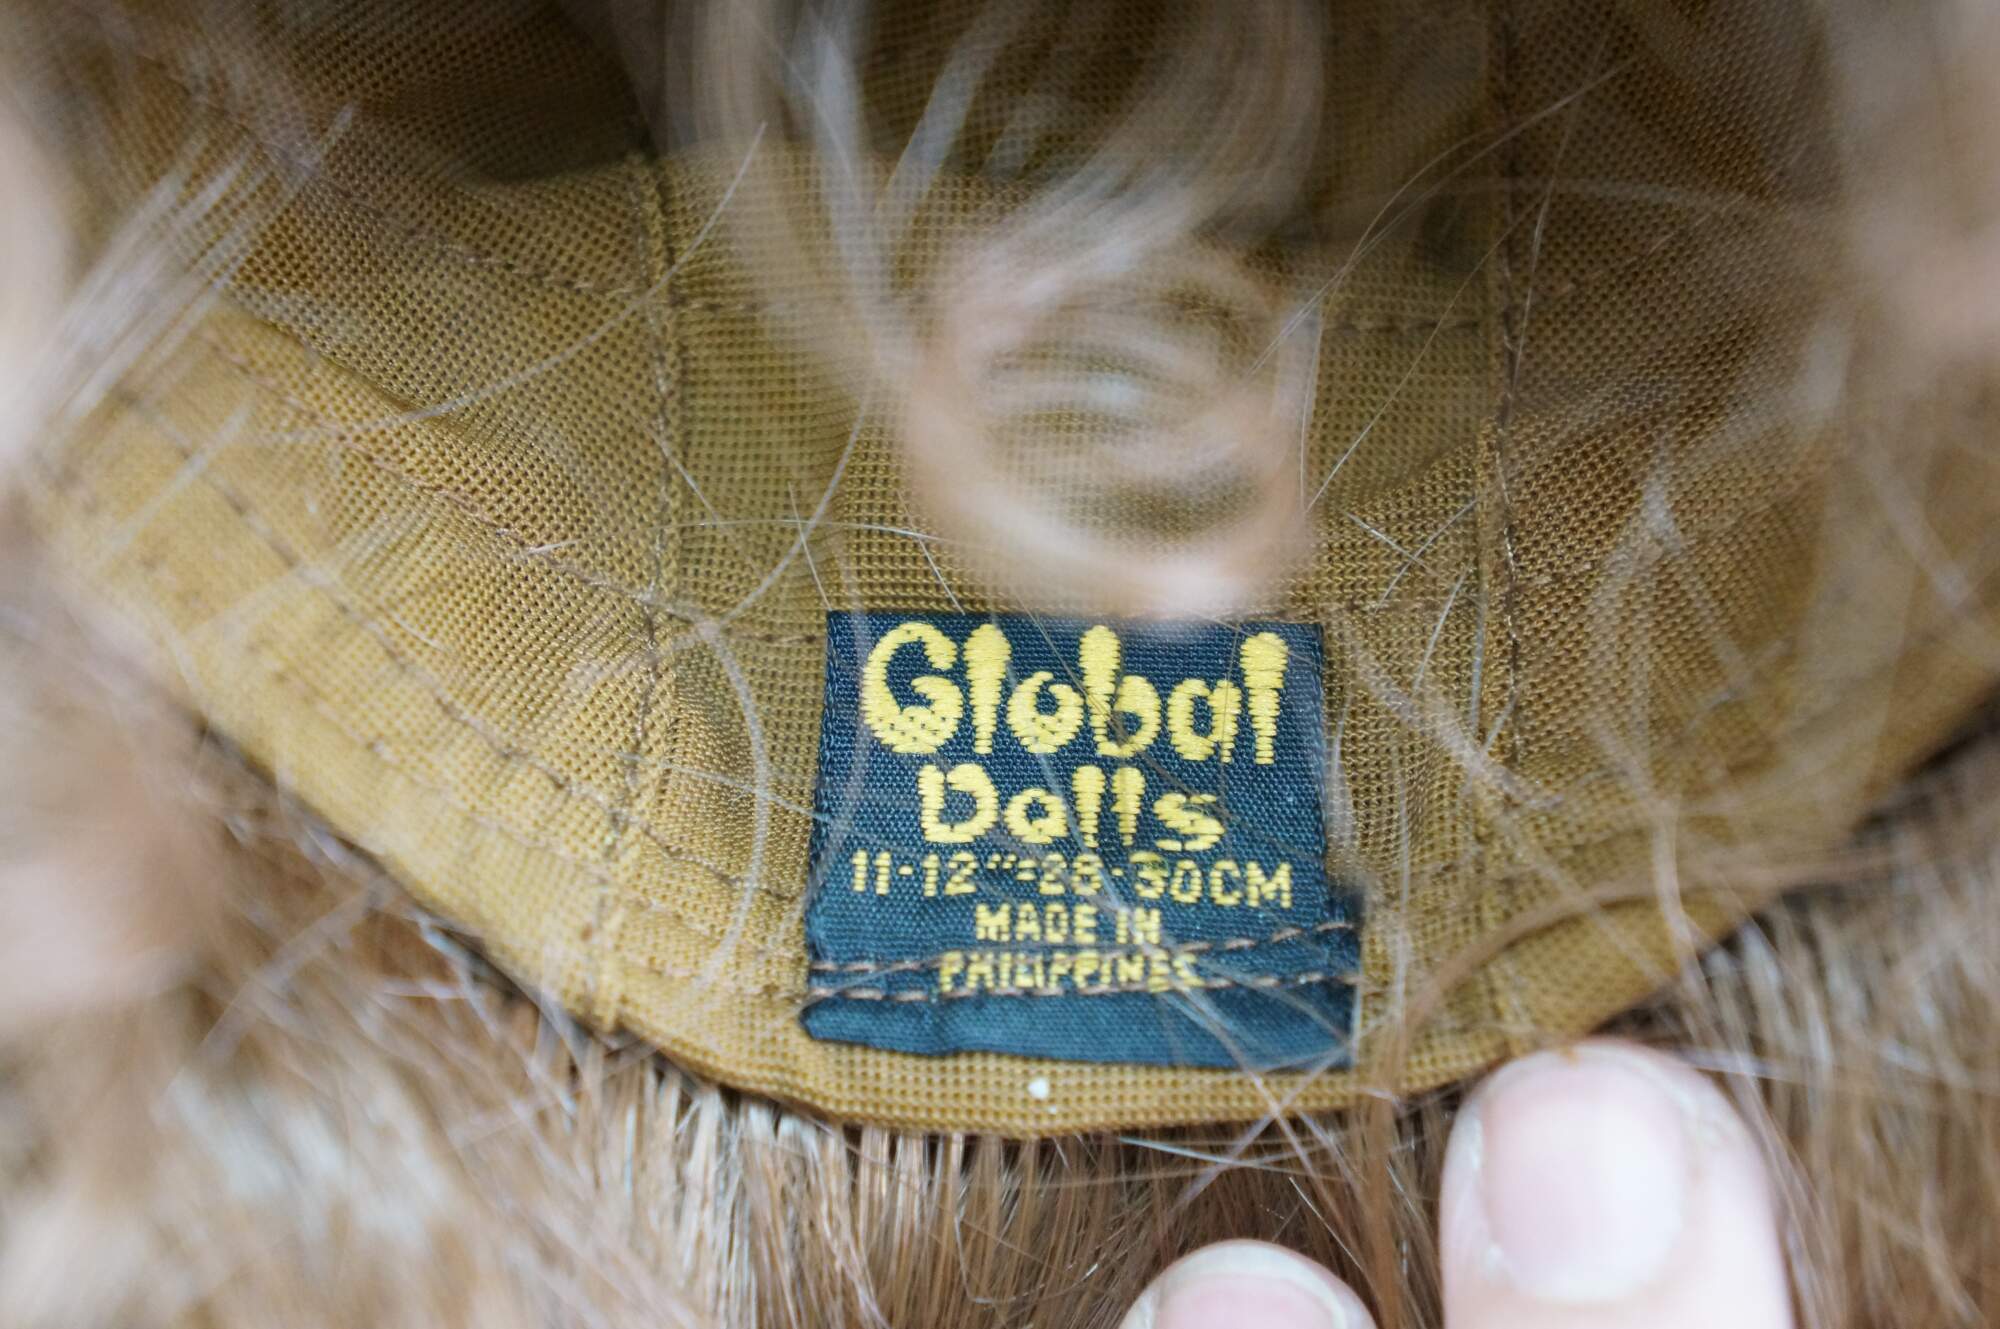 Global
Dolls
11-12"=28-30CM
MADE IN
PHILIPPINES